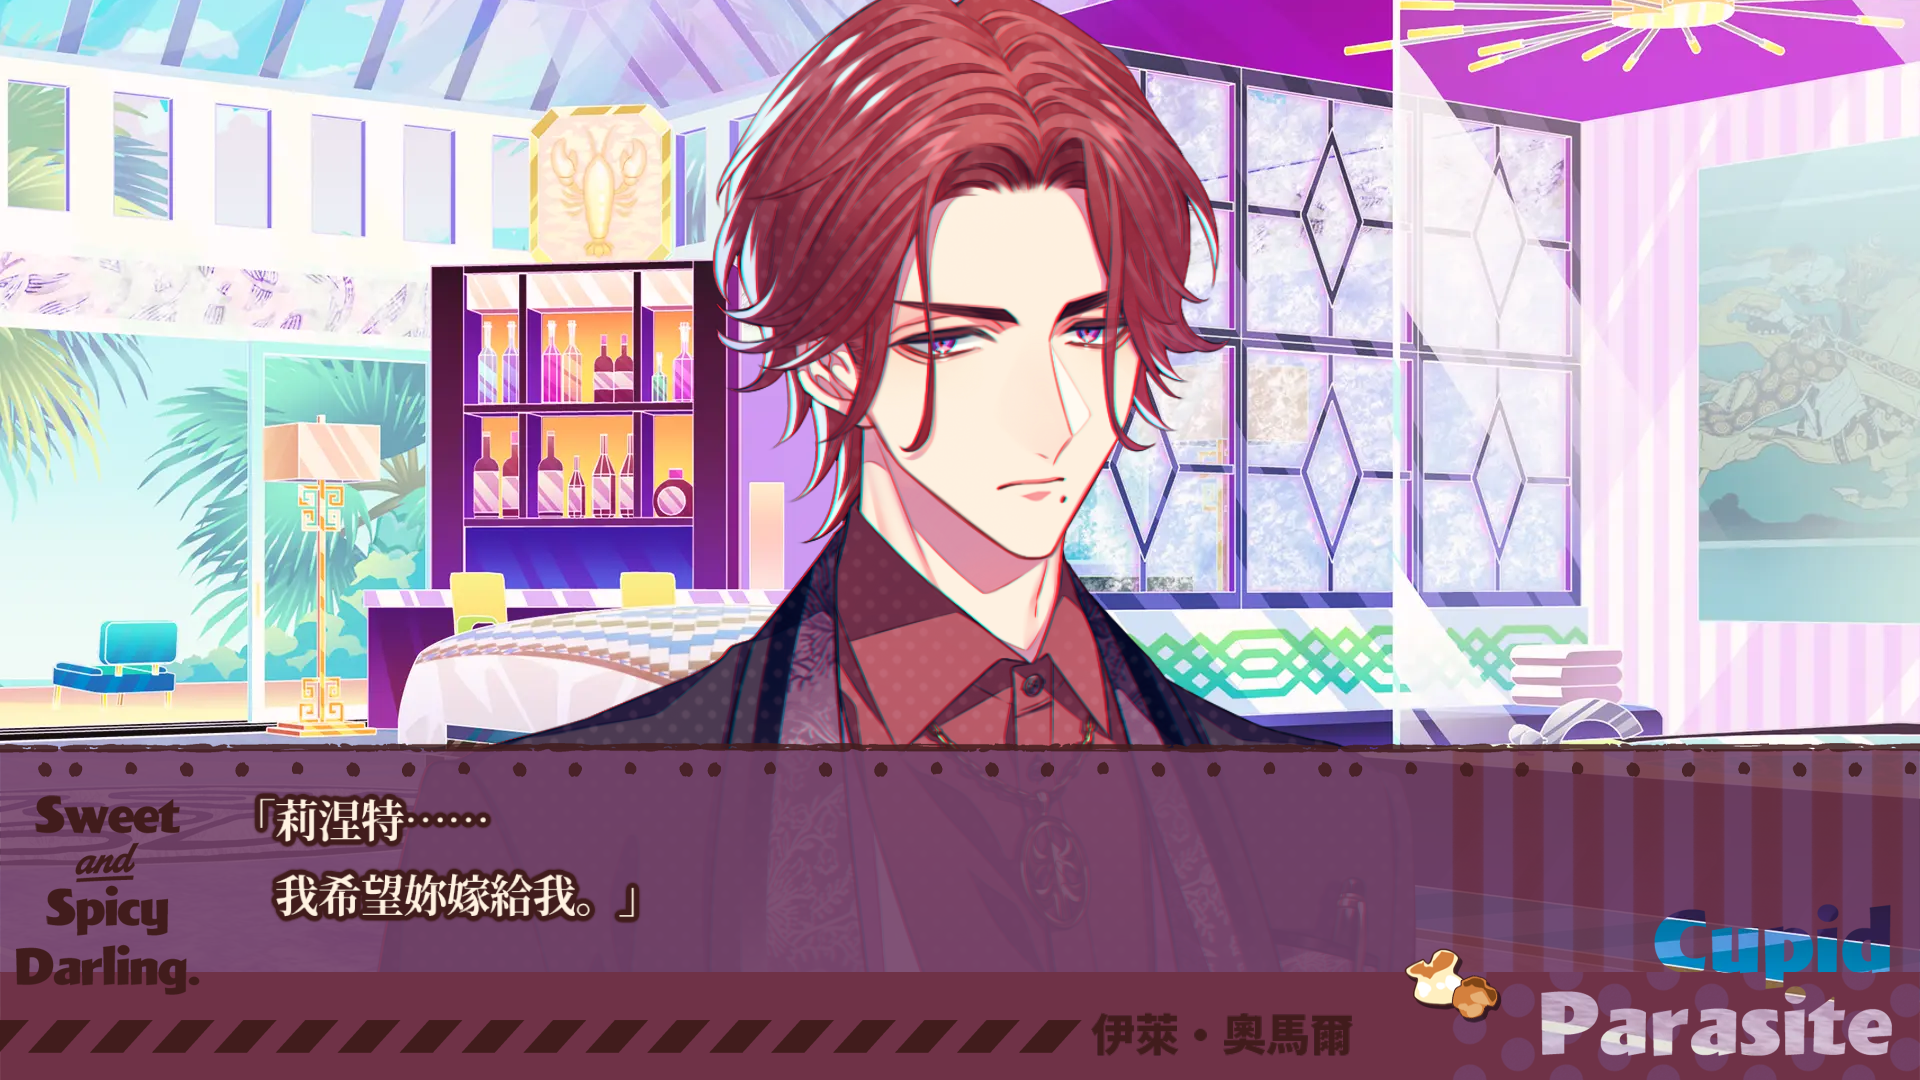 Sweet
and
Spicy
Darling.
「莉涅特……
我希望妳嫁給我。」
伊萊・奧馬爾
Cupid
Parasite